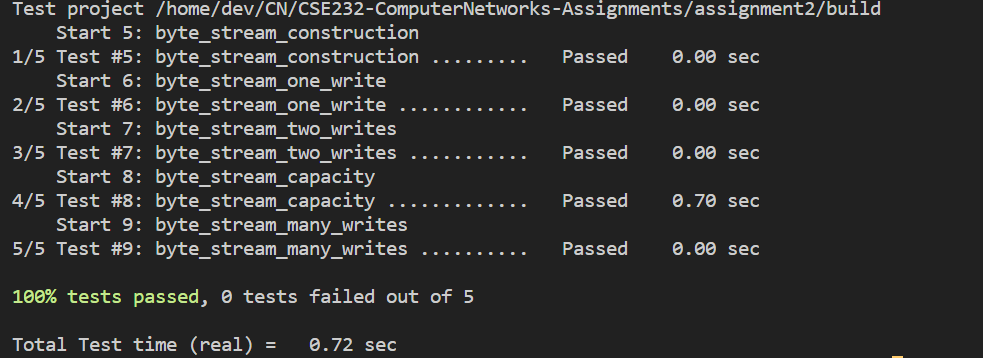 Test project /home/dev/CN/CSE232-ComputerNetworks-Assignments/assignment2/build
    Start 5: byte_stream_construction
1/5 Test #5: byte_stream_construction .........   Passed    0.00 sec
    Start 6: byte_stream_one_write
2/5 Test #6: byte_stream_one_write ............   Passed    0.00 sec
    Start 7: byte_stream_two_writes
3/5 Test #7: byte_stream_two_writes ...........   Passed    0.00 sec
    Start 8: byte_stream_capacity
4/5 Test #8: byte_stream_capacity .............   Passed    0.70 sec
    Start 9: byte_stream_many_writes
5/5 Test #9: byte_stream_many_writes ..........   Passed    0.00 sec

100% tests passed, 0 tests failed out of 5

Total Test time (real) =   0.72 sec